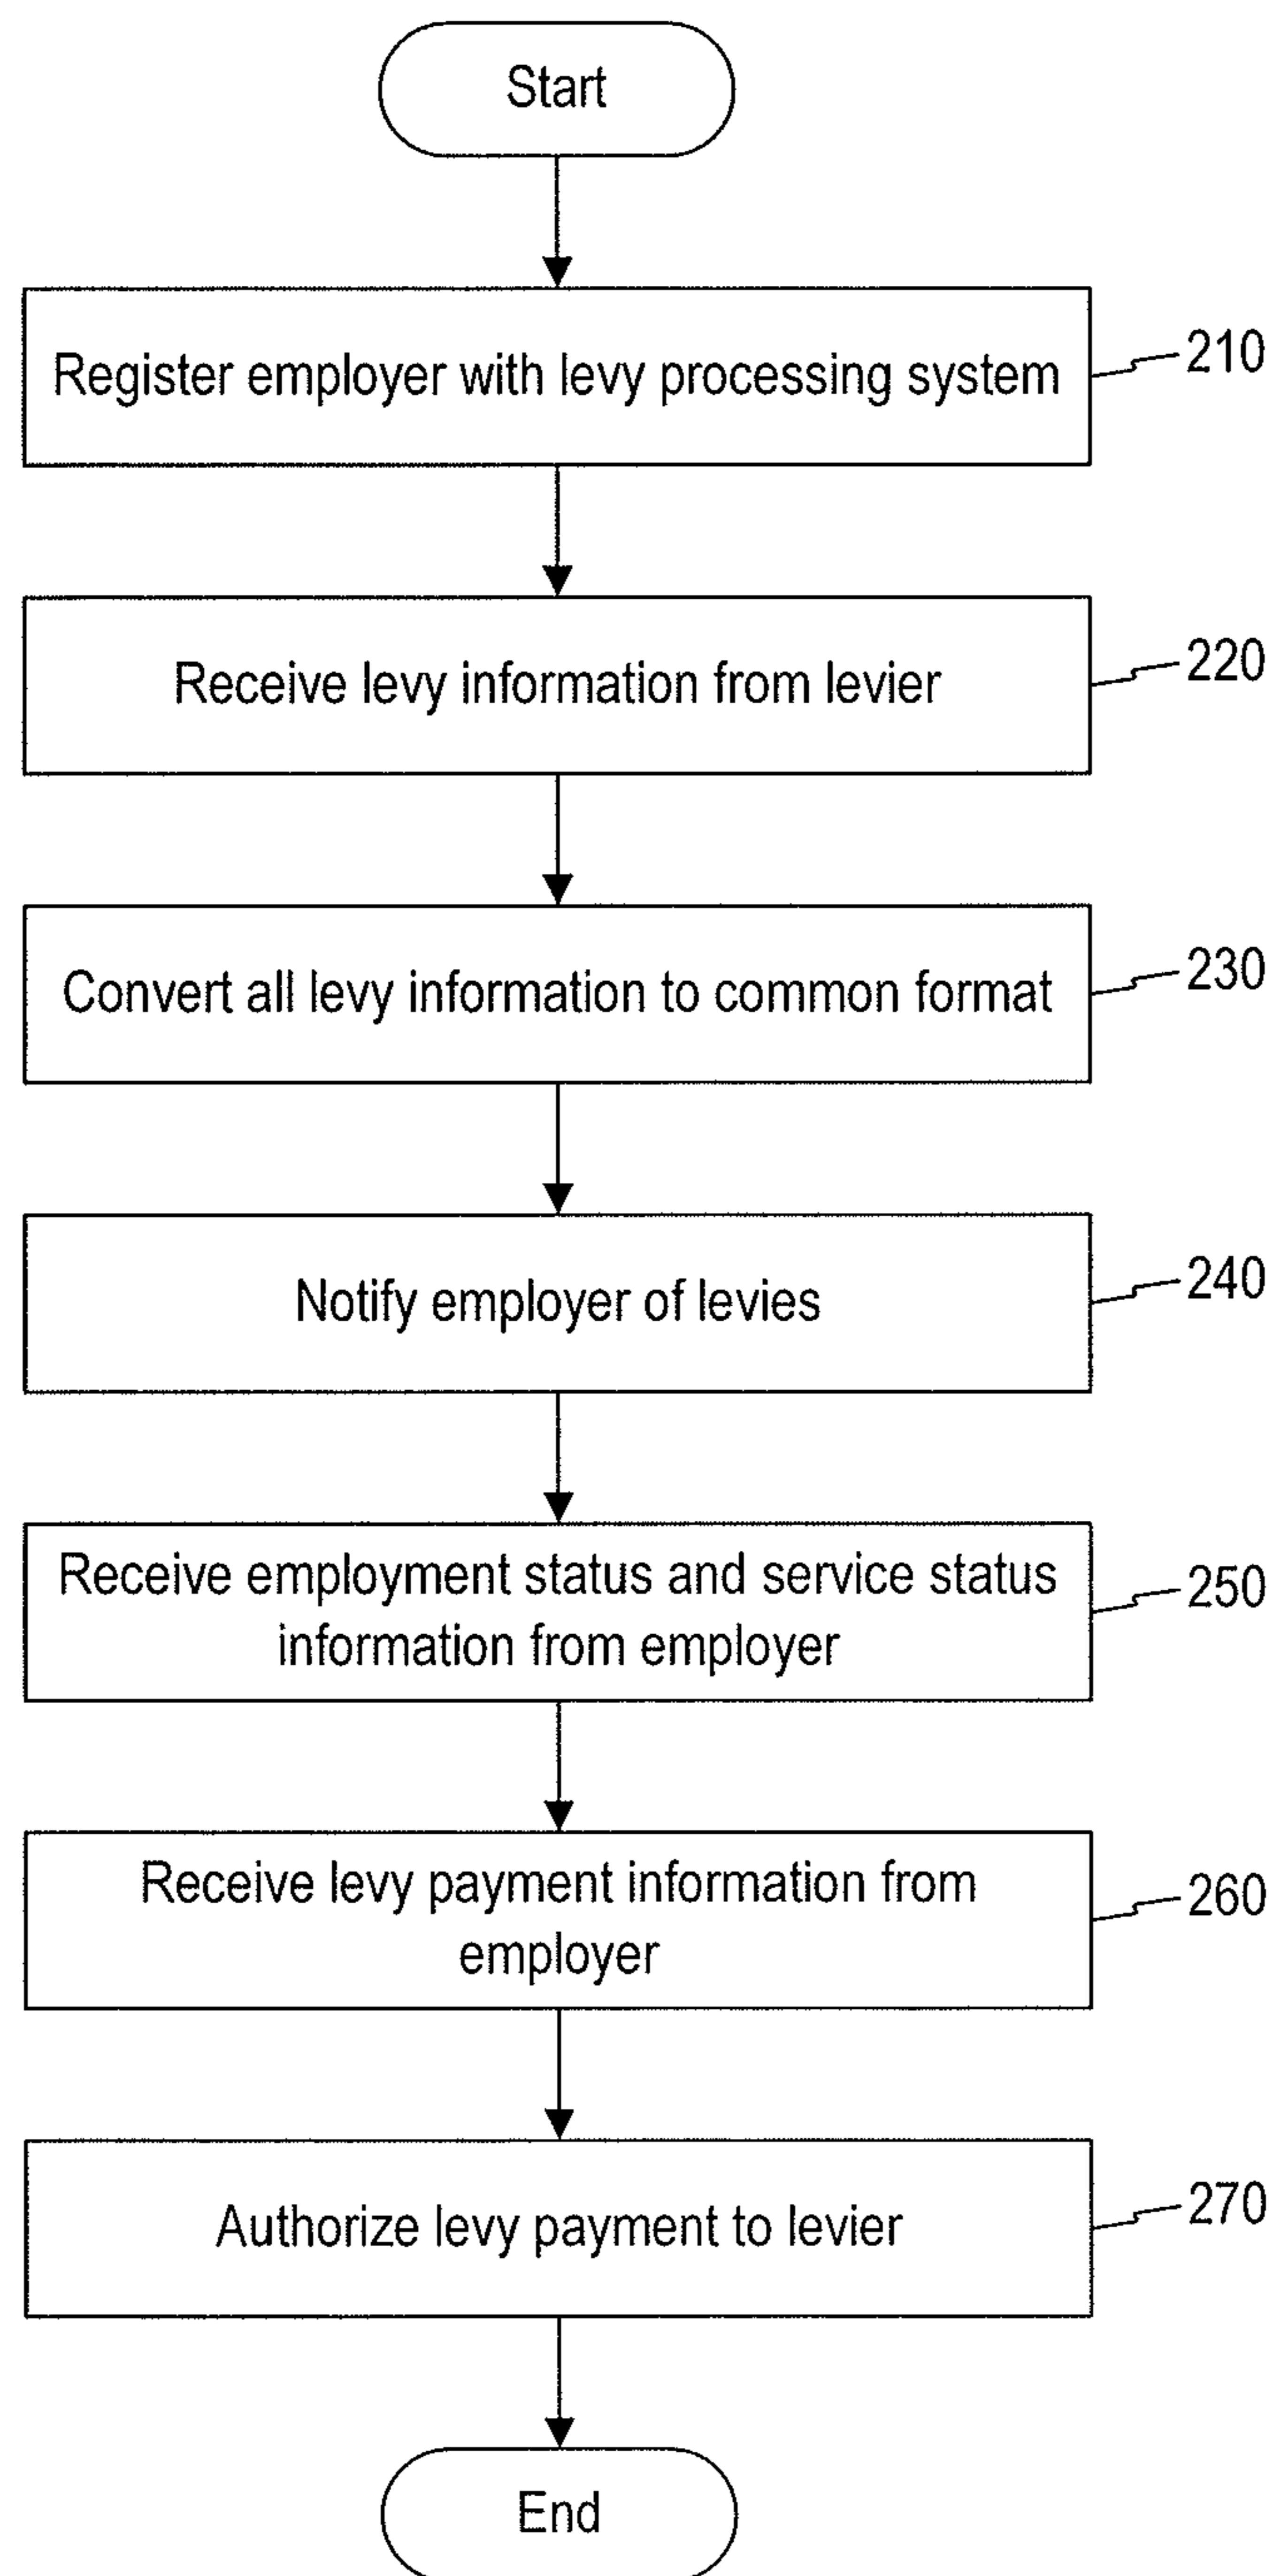 Start
Register employer with levy processing system
210
Receive levy information from levier
220
Convert all levy information to common format
230
Notify employer of levies
240
Receive employment status and service status
information from employer
250
Receive levy payment information from
employer
260
Authorize levy payment to levier
270
End